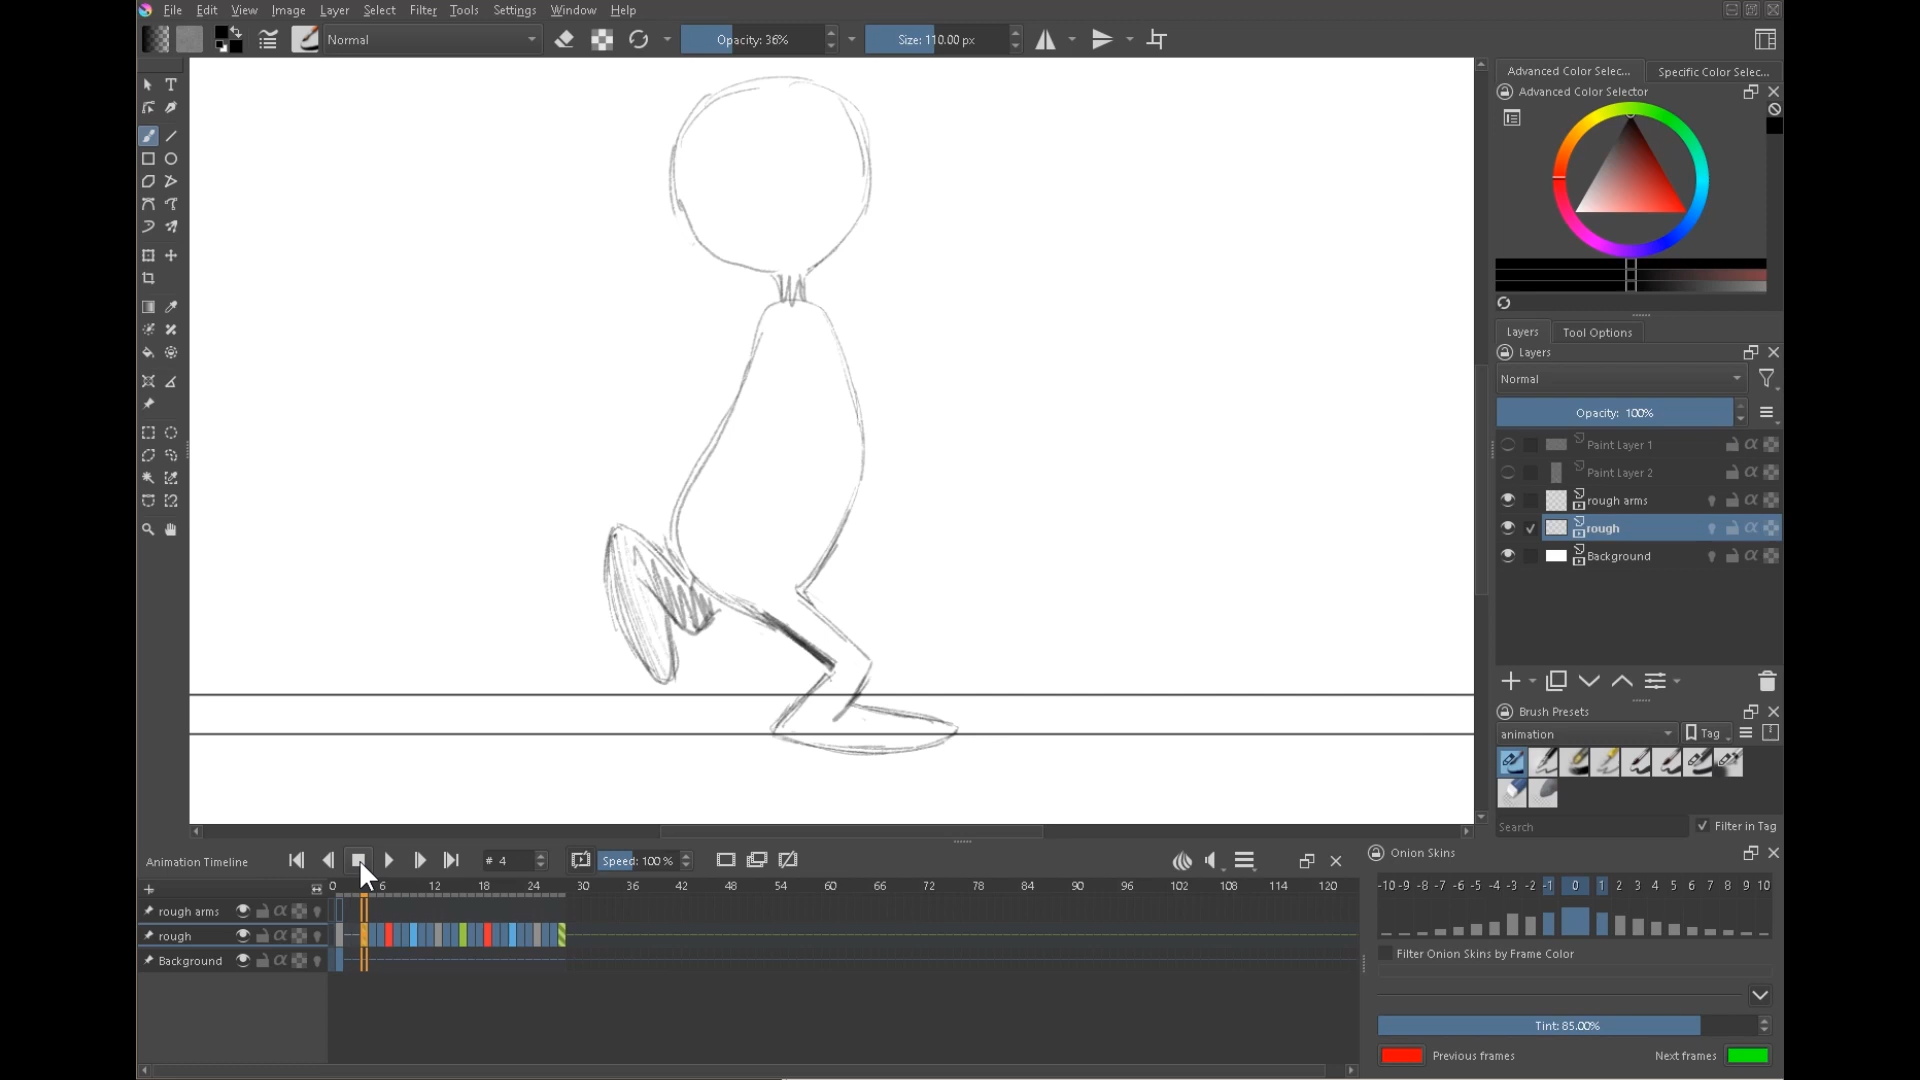 File Edit View Image Layer Select Filter Tools Settings Window Help
Normal Opacity: 36% Size: 110.00 px
Advanced Color Selec... Specific Color Selec...
Advanced Color Selector
Layers Tool Options
Layers
Normal
Opacity: 100%
Paint Layer 1
Paint Layer 2
rough arms
rough
Background
Brush Presets
animation Tag
Search Filter in Tag
Animation Timeline # 4 Speed: 100 %
0 6 12 18 24 30 36 42 48 54 60 66 72 78 84 90 96 102 108 114 120
rough arms
rough
Background
Onion Skins
-10 -9 -8 -7 -6 -5 -4 -3 -2 -1 0 1 2 3 4 5 6 7 8 9 10
Filter Onion Skins by Frame Color
Tint: 85.00%
Previous frames Next frames